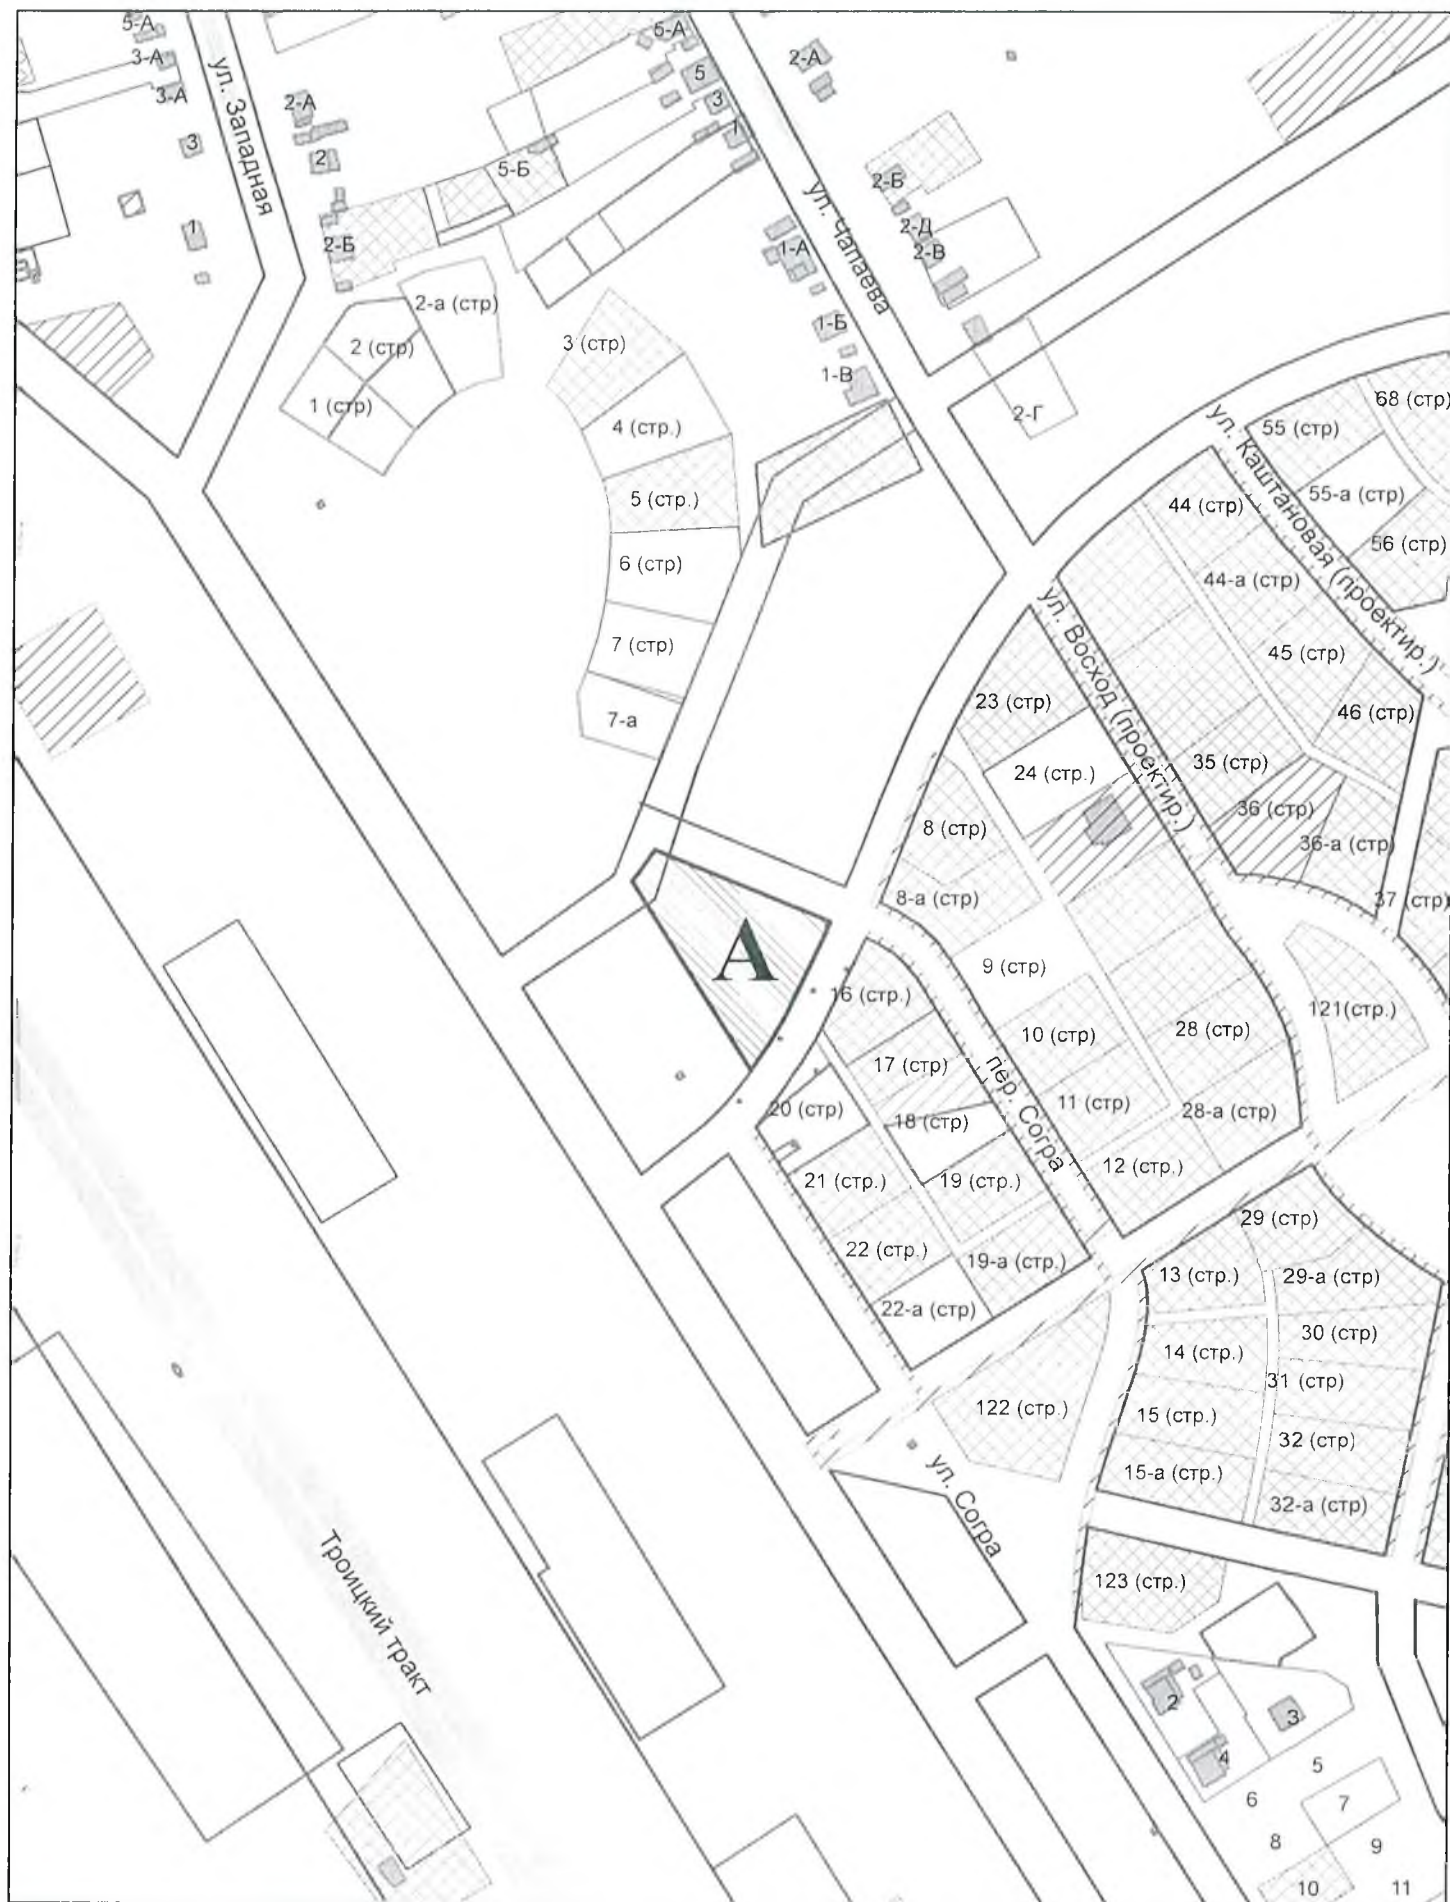 5-А
3-А
3-А
ул. Западная
2-А
3
2
1
2-Б
5-А
5
3
1
5-Б
2-А
2-Б
2-Д
2-В
ул. Чапаева
1-А
1-Б
1-В
2-Г
2-а (стр)
2 (стр)
1 (стр)
3 (стр)
4 (стр.)
5 (стр.)
6 (стр)
7 (стр)
7-а
68 (стр)
55 (стр)
55-а (стр)
56 (стр)
ул. Каштановая (проектир.)
44 (стр)
44-а (стр)
45 (стр)
46 (стр)
ул. Восход (проектир.)
23 (стр)
24 (стр.)
35 (стр)
36 (стр)
36-а (стр)
37 (стр)
8 (стр)
8-а (стр)
9 (стр)
А
16 (стр.)
10 (стр)
28 (стр)
121(стр.)
17 (стр)
пер. Согра
11 (стр)
28-а (стр)
20 (стр)
18 (стр)
12 (стр.)
21 (стр.)
19 (стр.)
22 (стр.)
19-а (стр.)
22-а (стр)
29 (стр)
13 (стр.)
29-а (стр)
30 (стр)
14 (стр.)
31 (стр)
122 (стр.)
15 (стр.)
32 (стр)
15-а (стр.)
32-а (стр)
ул. Согра
123 (стр.)
Троицкий тракт
2
3
4
5
6
7
8
9
10
11